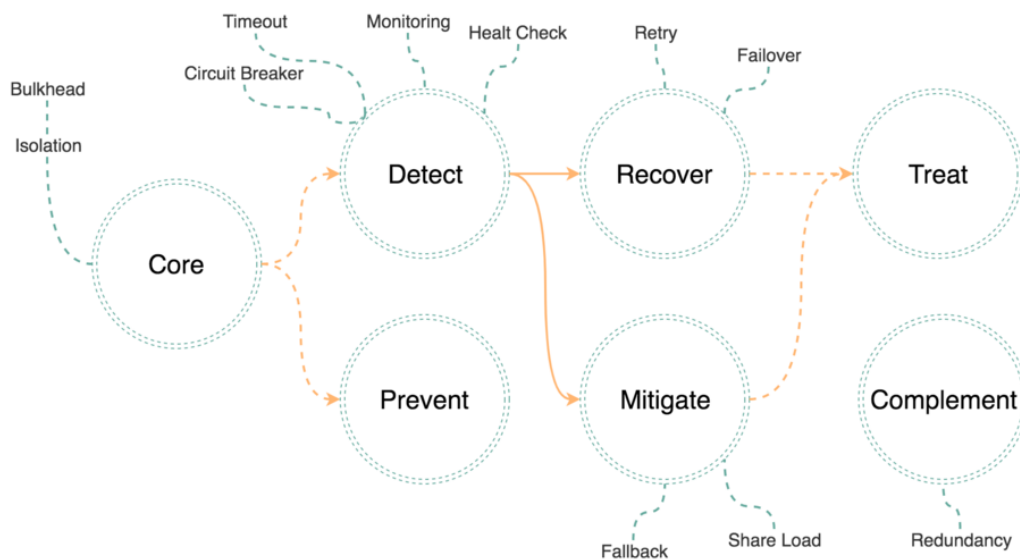 Timeout
Monitoring
Healt Check
Retry
Failover
Circuit Breaker
Bulkhead
Isolation
Detect
Recover
Treat
Core
Prevent
Mitigate
Complement
Fallback
Share Load
Redundancy